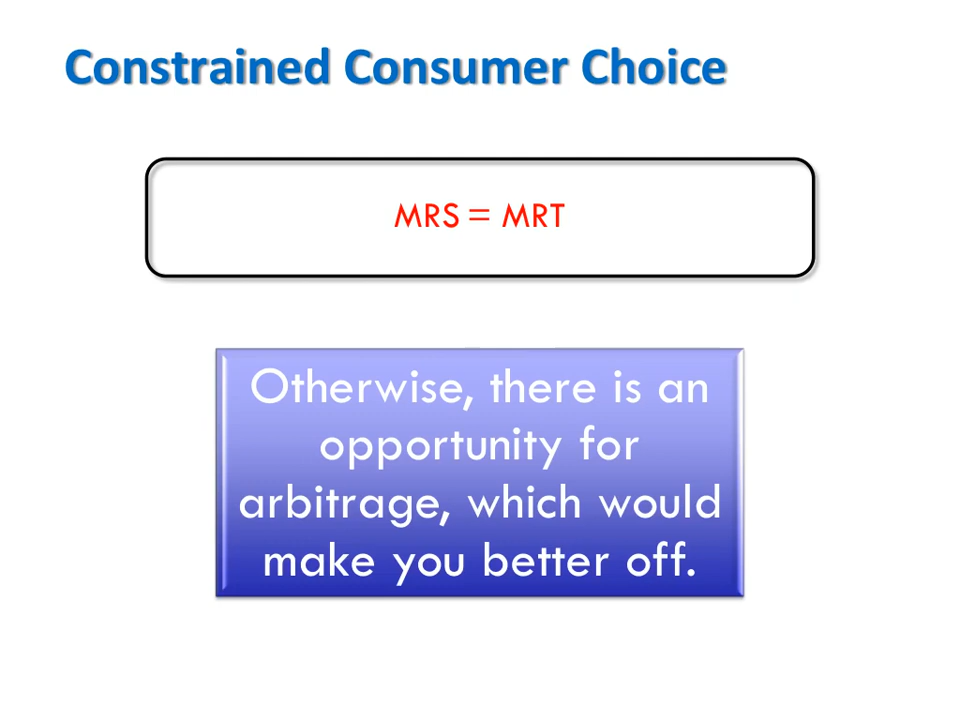 Constrained Consumer Choice
MRS = MRT
Otherwise, there is an
opportunity for
arbitrage, which would
make you better off.